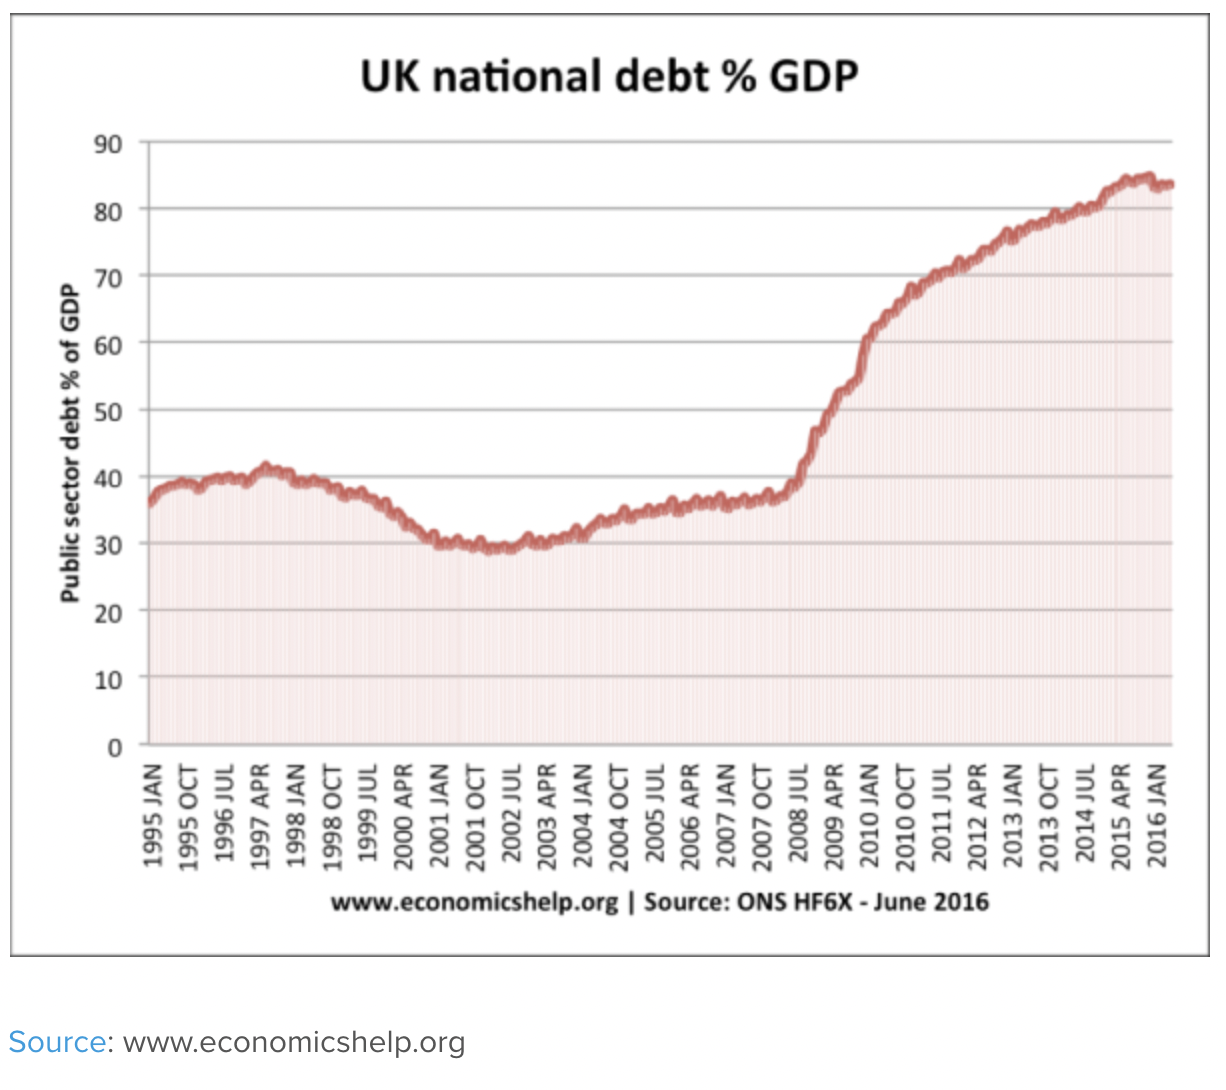 UK national debt % GDP
Public sector debt % of GDP
90
80
70
60
50
40
30
20
10
0
1995 JAN
1995 OCT
1996 JUL
1997 APR
1998 JAN
1998 OCT
1999 JUL
2000 APR
2001 JAN
2001 OCT
2002 JUL
2003 APR
2004 JAN
2004 OCT
2005 JUL
2006 APR
2007 JAN
2007 OCT
2008 JUL
2009 APR
2010 JAN
2010 OCT
2011 JUL
2012 APR
2013 JAN
2013 OCT
2014 JUL
2015 APR
2016 JAN
www.economicshelp.org | Source: ONS HF6X - June 2016
Source: www.economicshelp.org